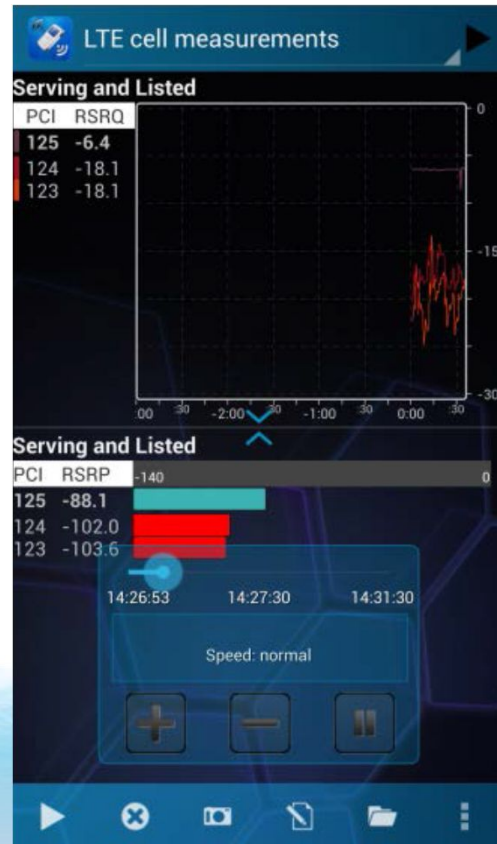 LTE cell measurements
Serving and Listed
PCI RSRQ
125 -6.4
124 -18.1
123 -18.1
0
-15
-30
:00 30 -2:00 30 -1:00 30 0:00 30
Serving and Listed
PCI RSRP -140 0
125 -88.1
124 -102.0
123 -103.6
14:26:53 14:27:30 14:31:30
Speed: normal